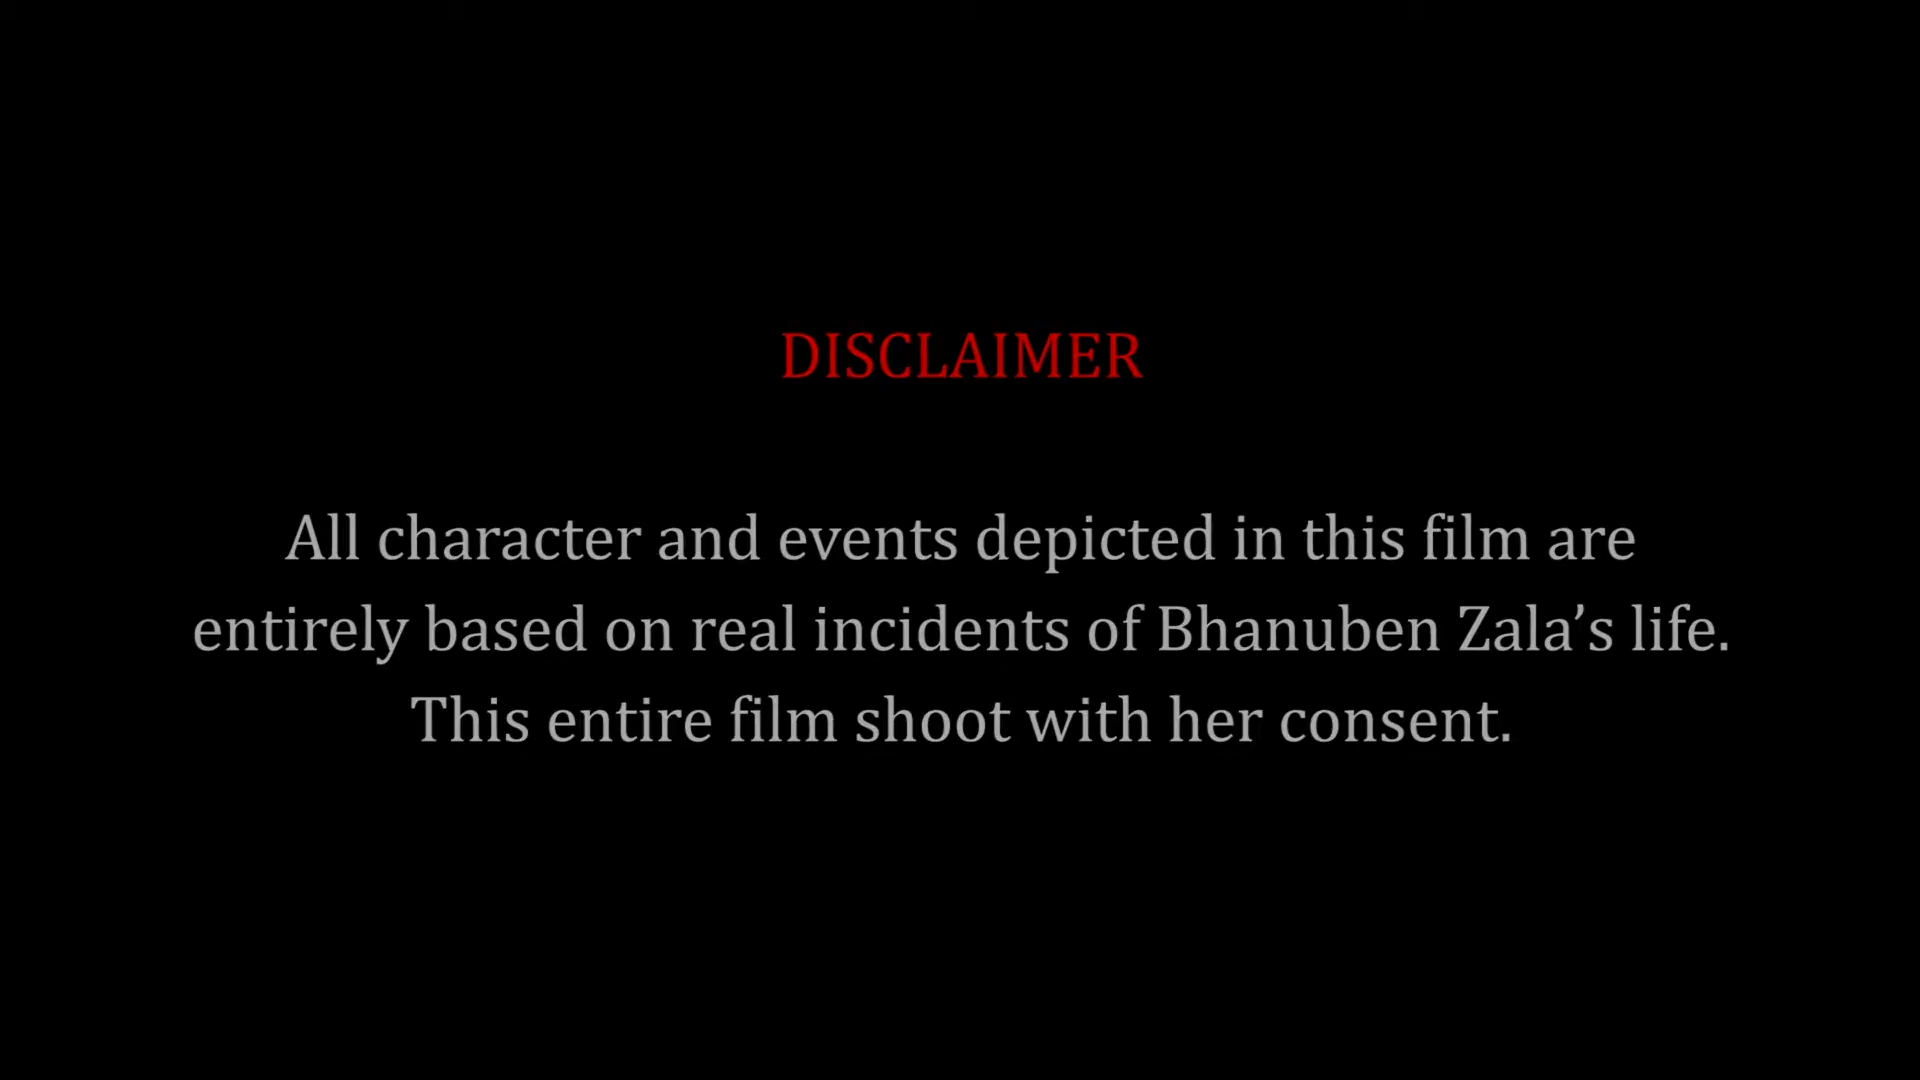 DISCLAIMER
All character and events depicted in this film are
entirely based on real incidents of Bhanuben Zala’s life.
This entire film shoot with her consent.